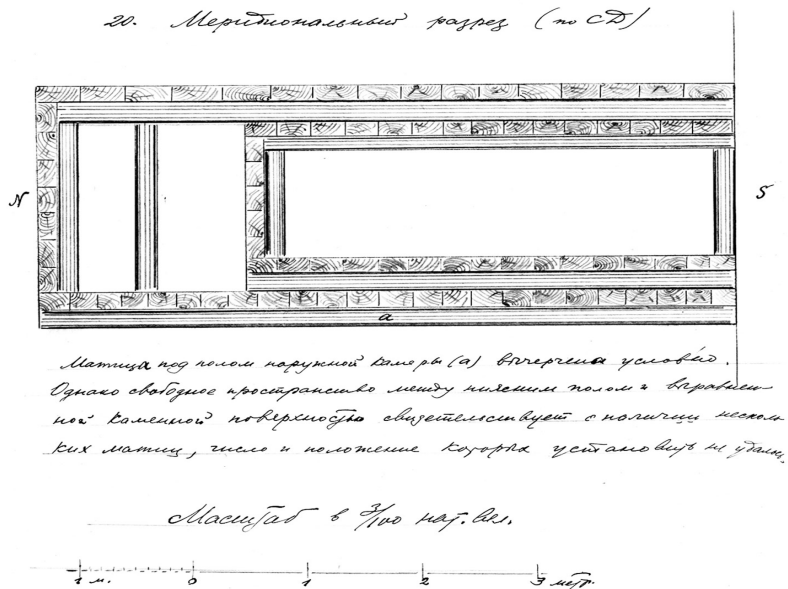 20. Меридиональный разрез (по СД)
N
S
а
Матица под полом наружной камеры (а) вычерчена условно.
Однако свободное пространство между нижним полом и выравнен-
ной каменной поверхностью свидетельствует о наличии несколь-
ких матиц, число и положение которых установить не удалось.
Масштаб в 3/100 нат. вел.
1 м. 0 1 2 3 метр.